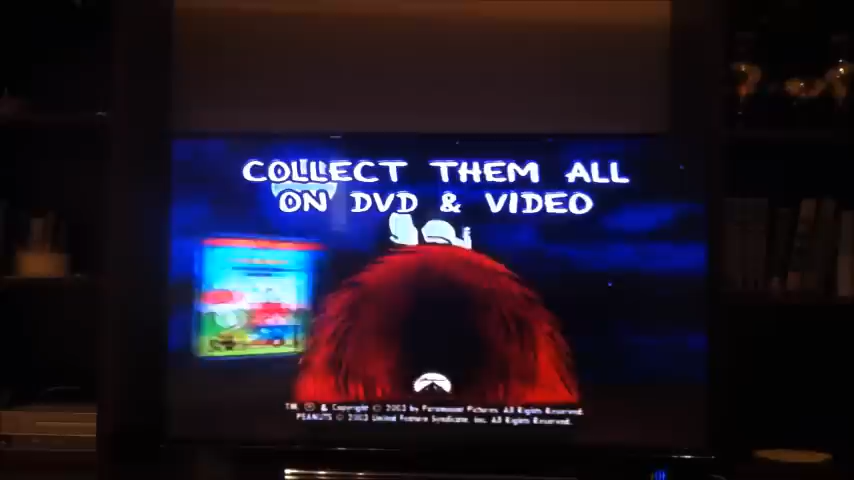 COLLECT THEM ALL
ON DVD & VIDEO
TM, ® & Copyright © 2003 by Paramount Pictures. All Rights Reserved.
PEANUTS © 2003 United Feature Syndicate, Inc. All Rights Reserved.